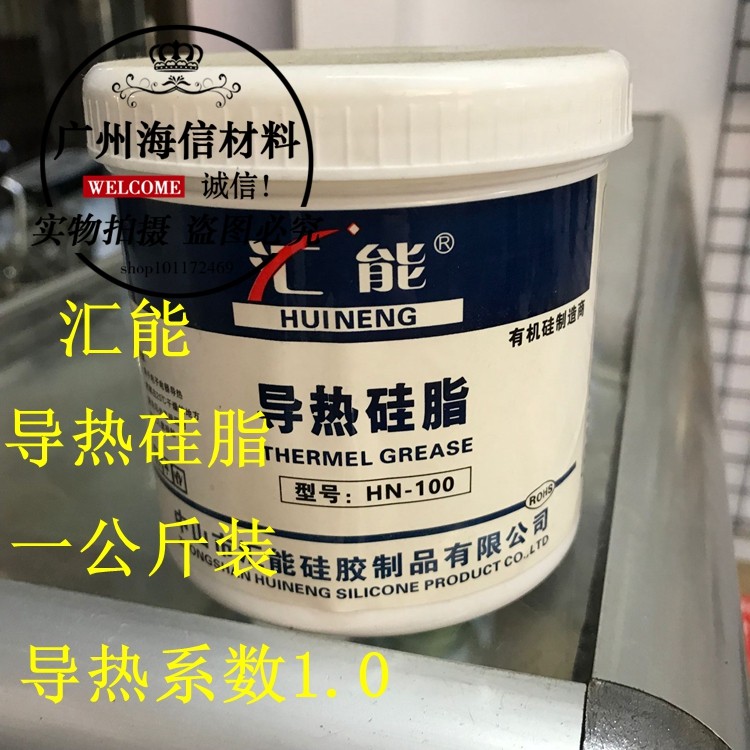 广州海信材料
WELCOME 诚信!
实物拍摄 盗图必究
shop101172469
汇能®
HUINENG
有机硅制造商
导热硅脂
THERMEL GREASE
型号：HN-100
ROHS
能硅胶制品有限公司
HUINENG SILICONE PRODUCT CO.,LTD
汇能
导热硅脂
一公斤装
导热系数1.0